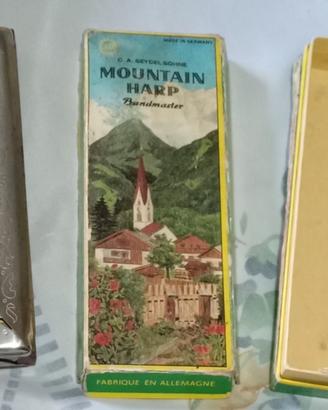 MADE IN GERMANY
C. A. SEYDEL SÖHNE
MOUNTAIN
HARP
Bandmaster
FABRIQUE EN ALLEMAGNE